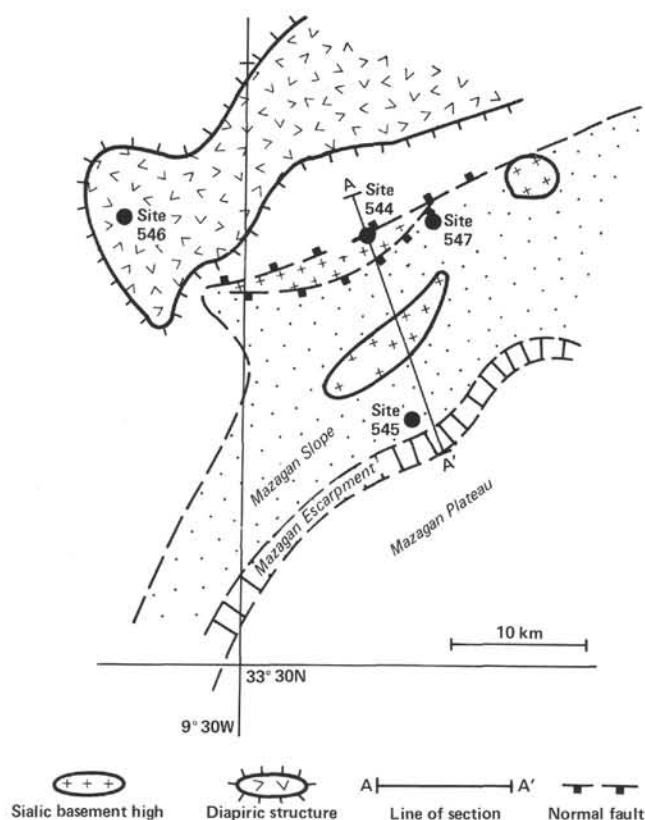 A
Site
544
Site
546
Site
547
Site
545
A'
Mazagan Slope
Mazagan Escarpment
Mazagan Plateau
10 km
33° 30N
9° 30W
A A'
Sialic basement high Diapiric structure Line of section Normal fault